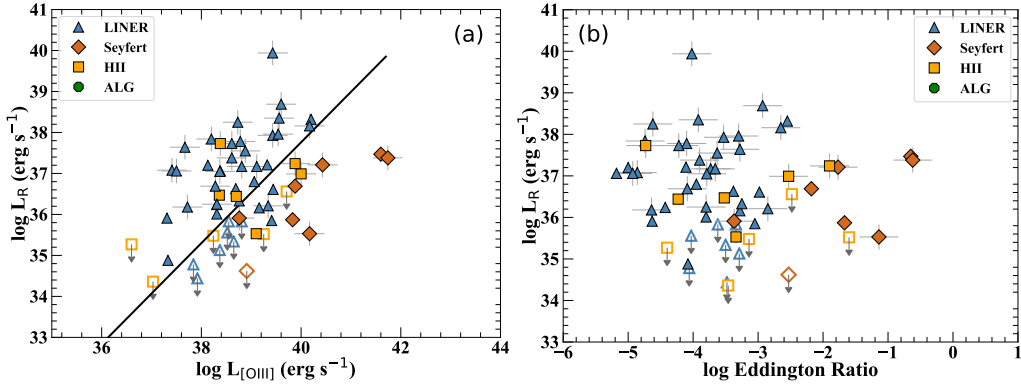 41
40
39
38
37
36
35
34
33
log L_R (erg s⁻¹)
LINER
Seyfert
HII
ALG
(a)
36 38 40 42 44
log L_[OIII] (erg s⁻¹)
41
40
39
38
37
36
35
34
33
log L_R (erg s⁻¹)
(b)
LINER
Seyfert
HII
ALG
−6 −5 −4 −3 −2 −1 0 1
log Eddington Ratio